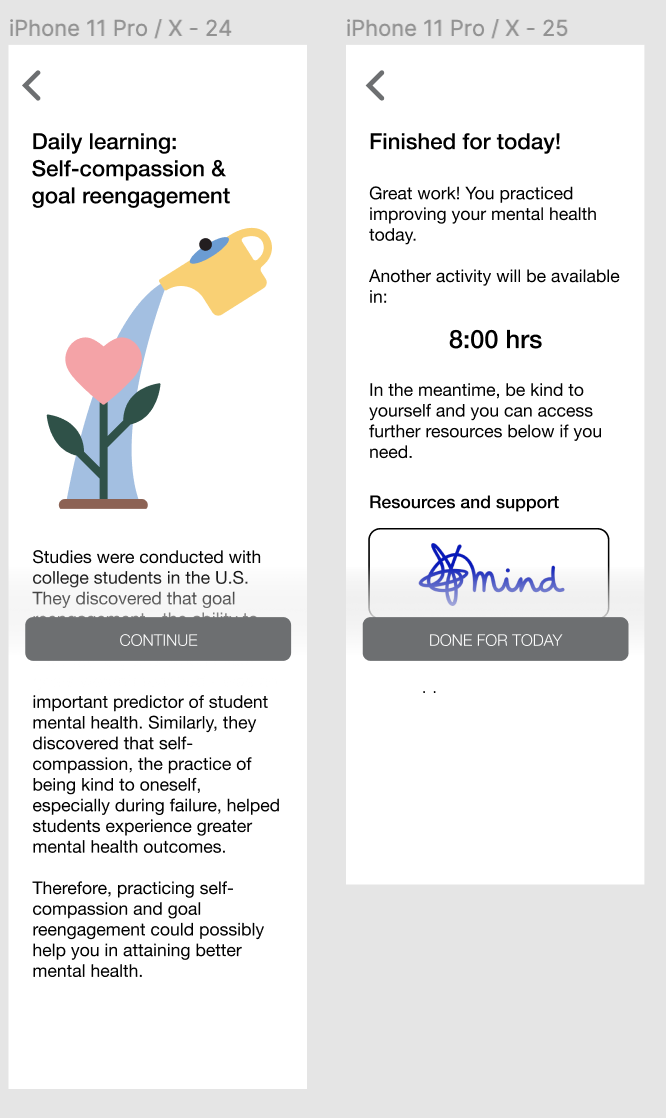 iPhone 11 Pro / X - 24
Daily learning:
Self-compassion &
goal reengagement
Studies were conducted with
college students in the U.S.
They discovered that goal
CONTINUE
important predictor of student
mental health. Similarly, they
discovered that self-
compassion, the practice of
being kind to oneself,
especially during failure, helped
students experience greater
mental health outcomes.
Therefore, practicing self-
compassion and goal
reengagement could possibly
help you in attaining better
mental health.
iPhone 11 Pro / X - 25
Finished for today!
Great work! You practiced
improving your mental health
today.
Another activity will be available
in:
8:00 hrs
In the meantime, be kind to
yourself and you can access
further resources below if you
need.
Resources and support
mind
DONE FOR TODAY